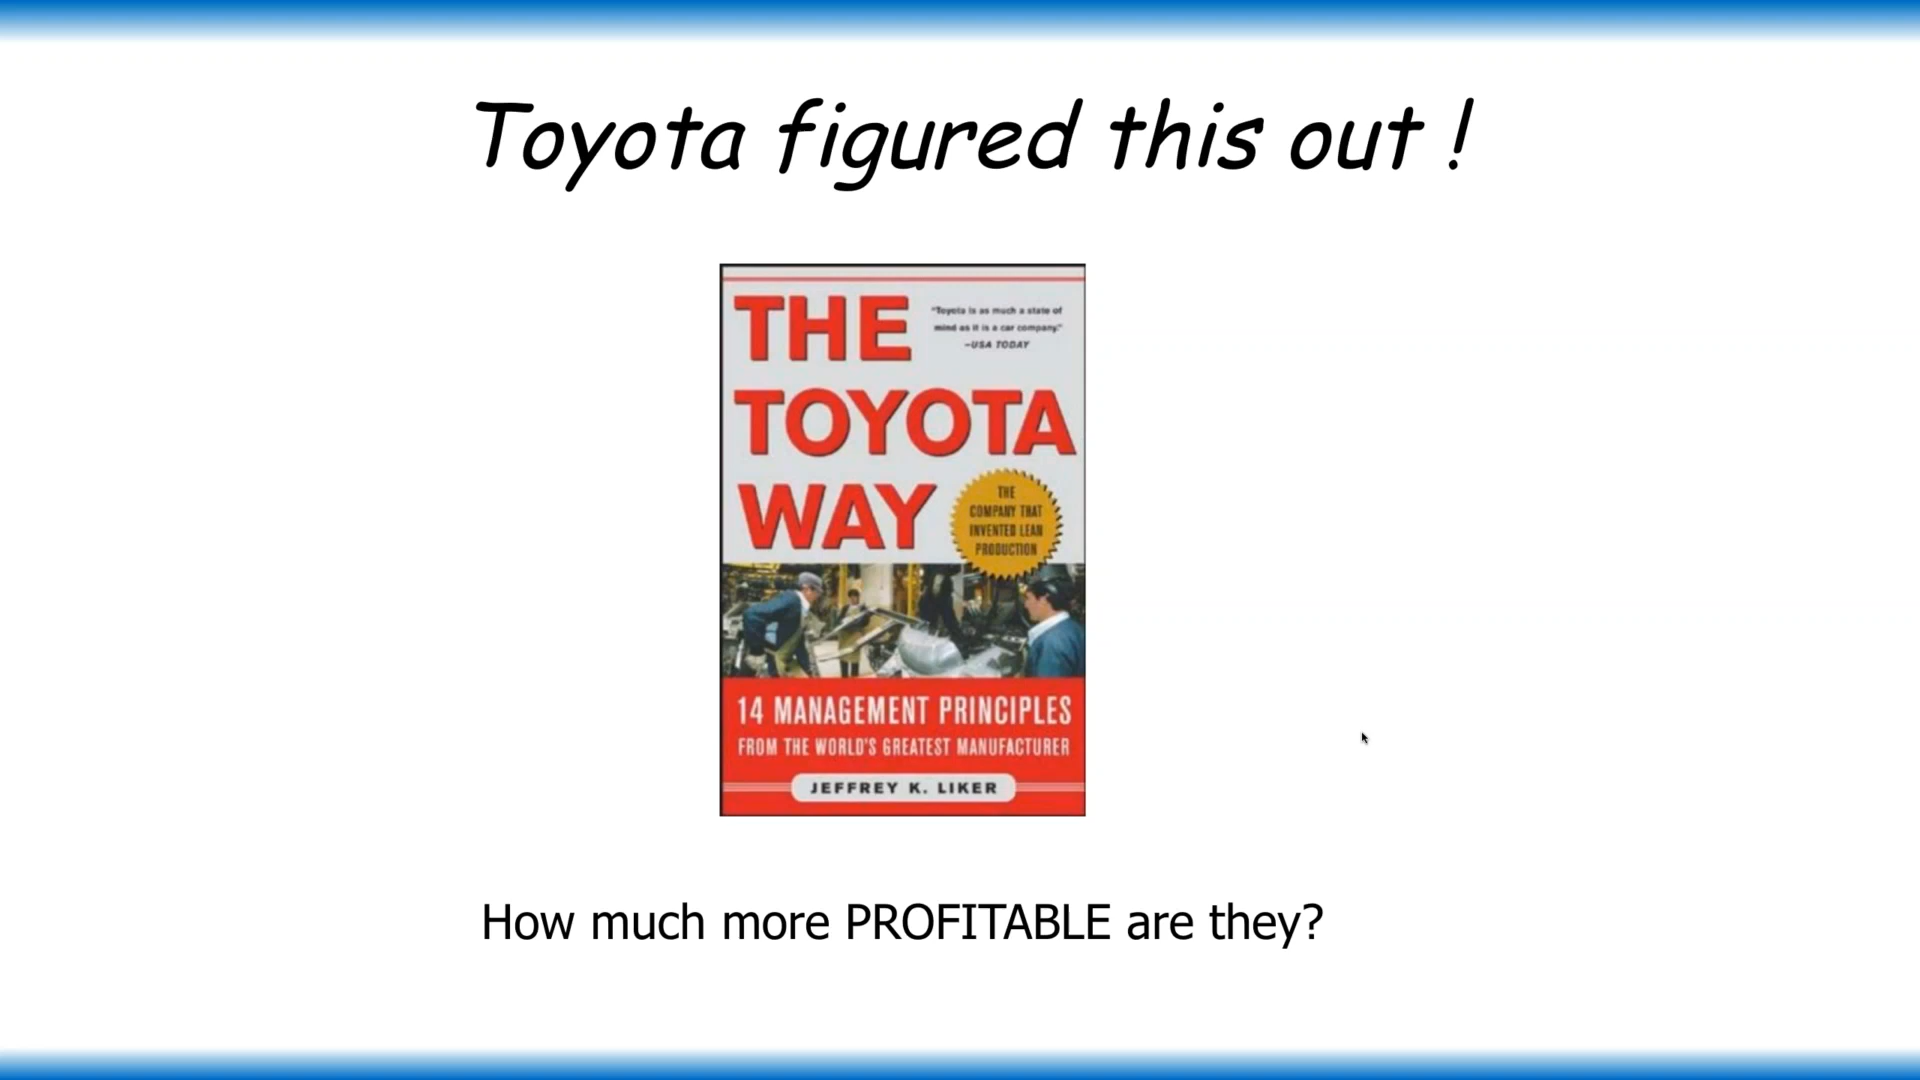 Toyota figured this out !
THE
"Toyota is as much a state of
mind as it is a car company."
—USA TODAY
TOYOTA
WAY
THE
COMPANY THAT
INVENTED LEAN
PRODUCTION
14 MANAGEMENT PRINCIPLES
FROM THE WORLD'S GREATEST MANUFACTURER
JEFFREY K. LIKER
How much more PROFITABLE are they?